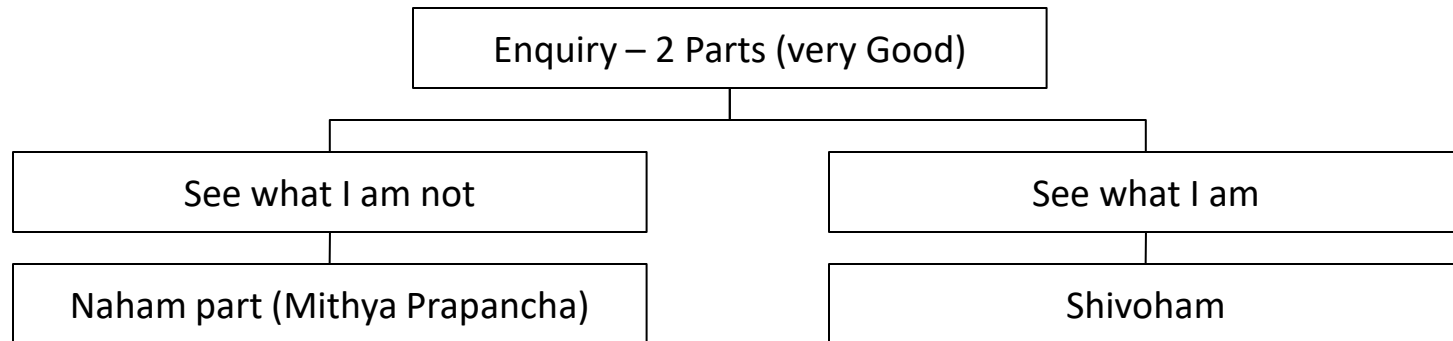 Enquiry – 2 Parts (very Good)
See what I am not
See what I am
Naham part (Mithya Prapancha)
Shivoham